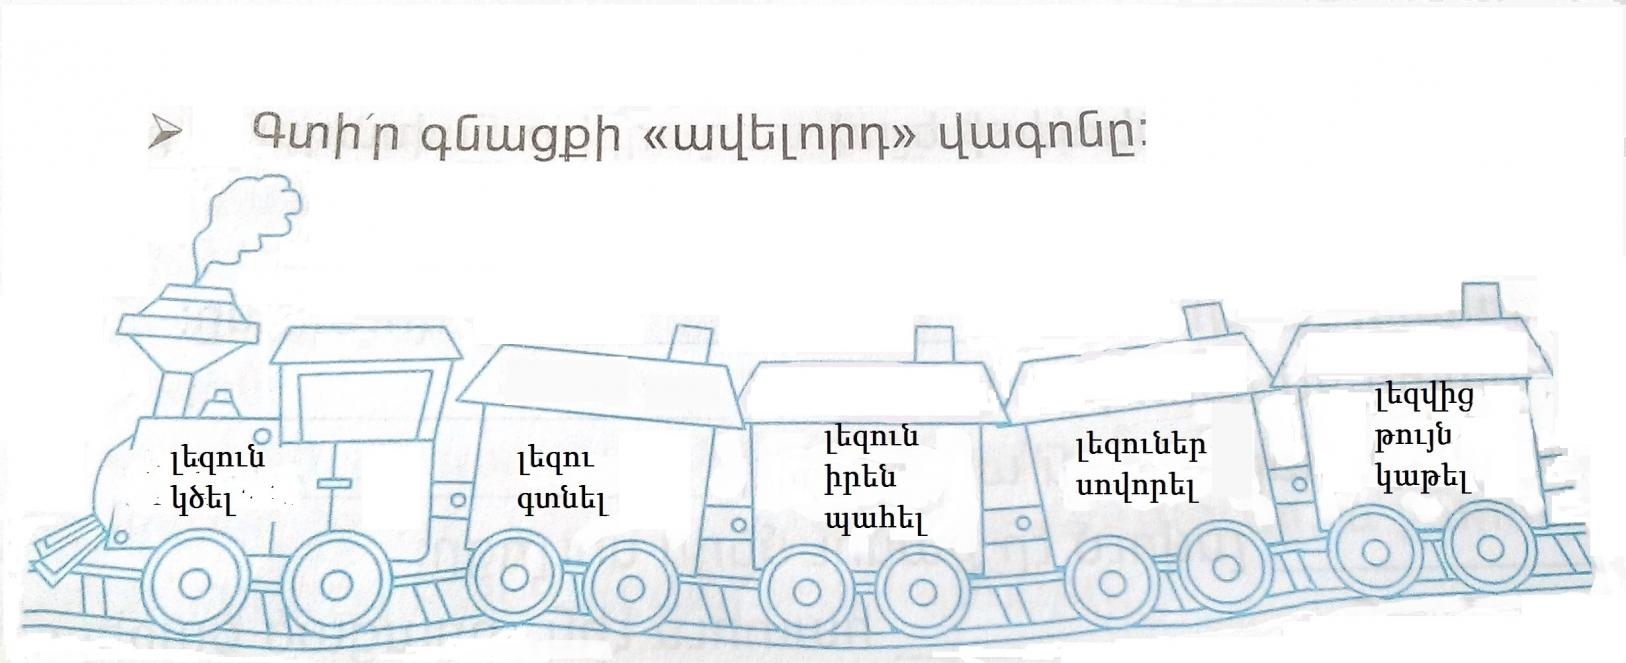 Գտի՛ր գնացքի «ավելորդ» վագոնը։
լեզուն
կծել
լեզու
գտնել
լեզուն
իրեն
պահել
լեզուներ
սովորել
լեզվից
թույն
կաթել